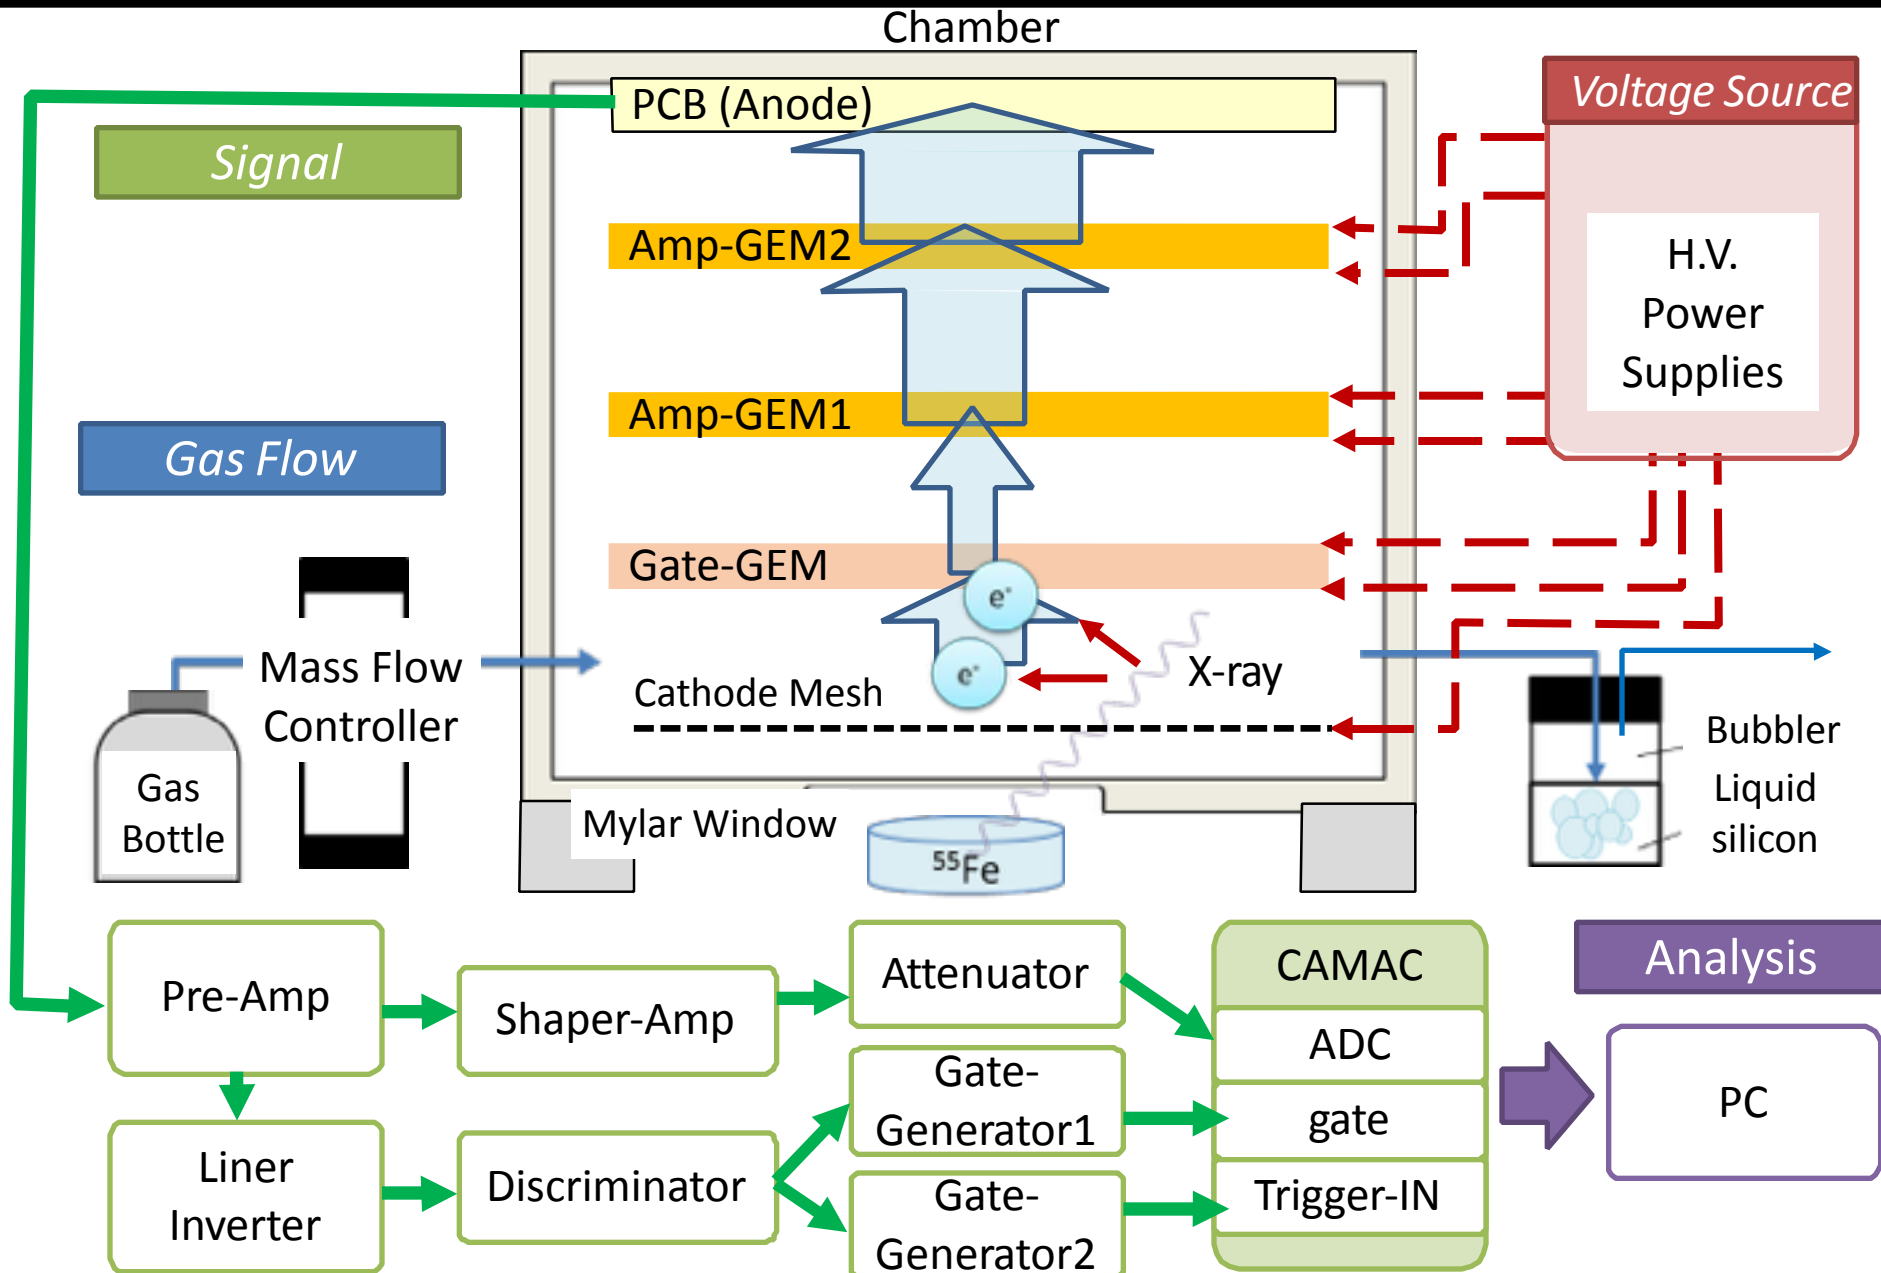 Chamber
PCB (Anode)
Voltage Source
Signal
Amp-GEM2
H.V.
Power
Supplies
Amp-GEM1
Gas Flow
Gate-GEM
e-
e-
Mass Flow
Controller
X-ray
Cathode Mesh
Gas
Bottle
Bubbler
Liquid
silicon
Mylar Window
55Fe
Pre-Amp
Shaper-Amp
Attenuator
CAMAC
ADC
gate
Trigger-IN
Analysis
PC
Gate-
Generator1
Liner
Inverter
Discriminator
Gate-
Generator2